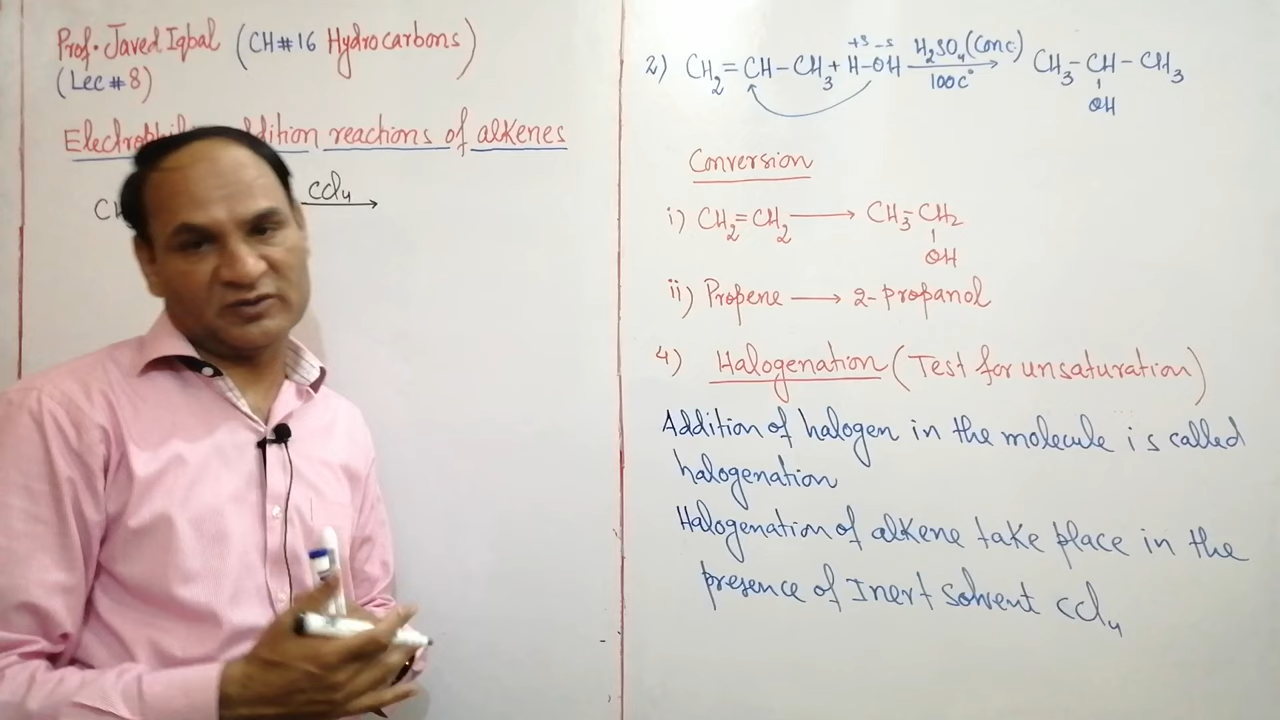 Prof. Javed Iqbal (CH#16 Hydrocarbons)
(Lec#8)
addition reactions of alkenes
CCl₄
2) CH₂=CH-CH₃ + H-OH H₂SO₄(Conc) CH₃-CH-CH₃
+δ -δ
100C°
OH
Conversion
i) CH₂=CH₂ ⟶ CH₃-CH₂
OH
ii) Propene ⟶ 2-propanol
4) Halogenation (Test for unsaturation)
Addition of halogen in the molecule is called
halogenation
Halogenation of alkene take place in the
presence of Inert solvent CCl₄